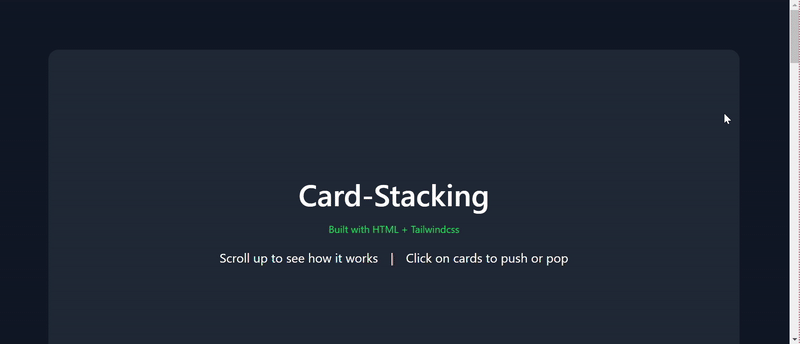 Card-Stacking
Built with HTML + Tailwindcss
Scroll up to see how it works | Click on cards to push or pop